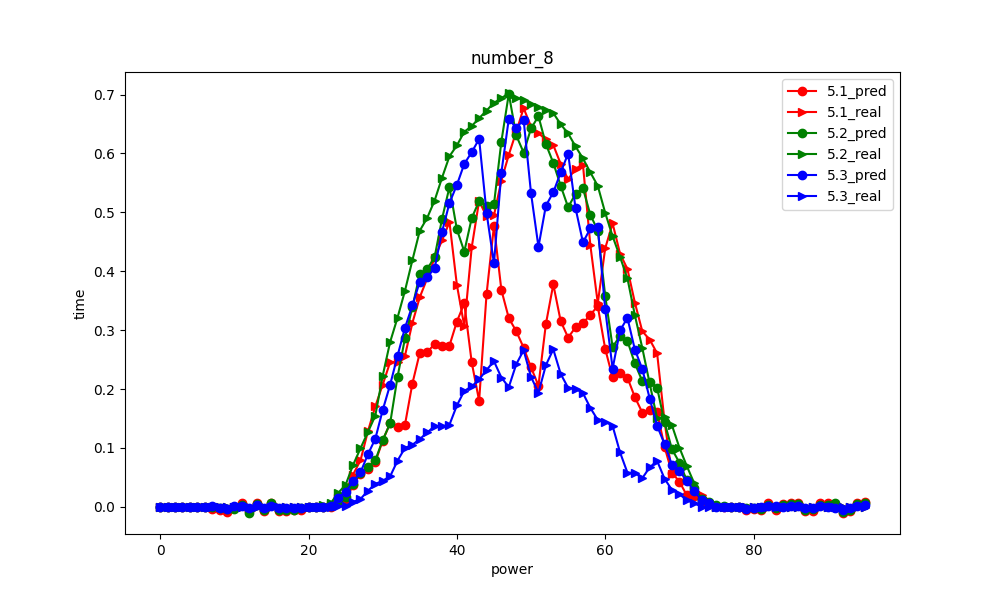 number_8
5.1_pred
5.1_real
5.2_pred
5.2_real
5.3_pred
5.3_real
time
0.7
0.6
0.5
0.4
0.3
0.2
0.1
0.0
0 20 40 60 80
power